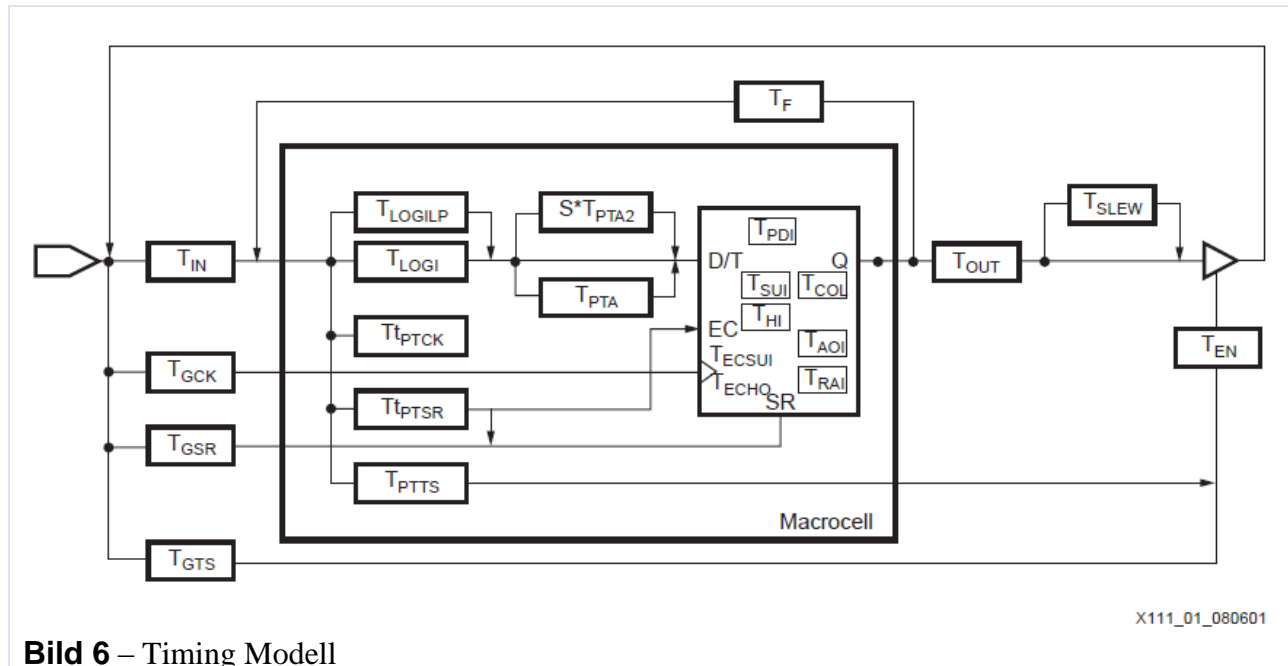 T_F
T_LOGILP
S*T_PTA2
T_SLEW
T_PDI
T_IN
T_LOGI
D/T
Q
T_OUT
T_SUI
T_COL
T_PTA
T_HI
EC
Tt_PTCK
T_AOI
T_EN
T_ECSUI
T_GCK
T_RAI
T_ECHO
Tt_PTSR
SR
T_GSR
T_PTTS
Macrocell
T_GTS
X111_01_080601
Bild 6 – Timing Modell